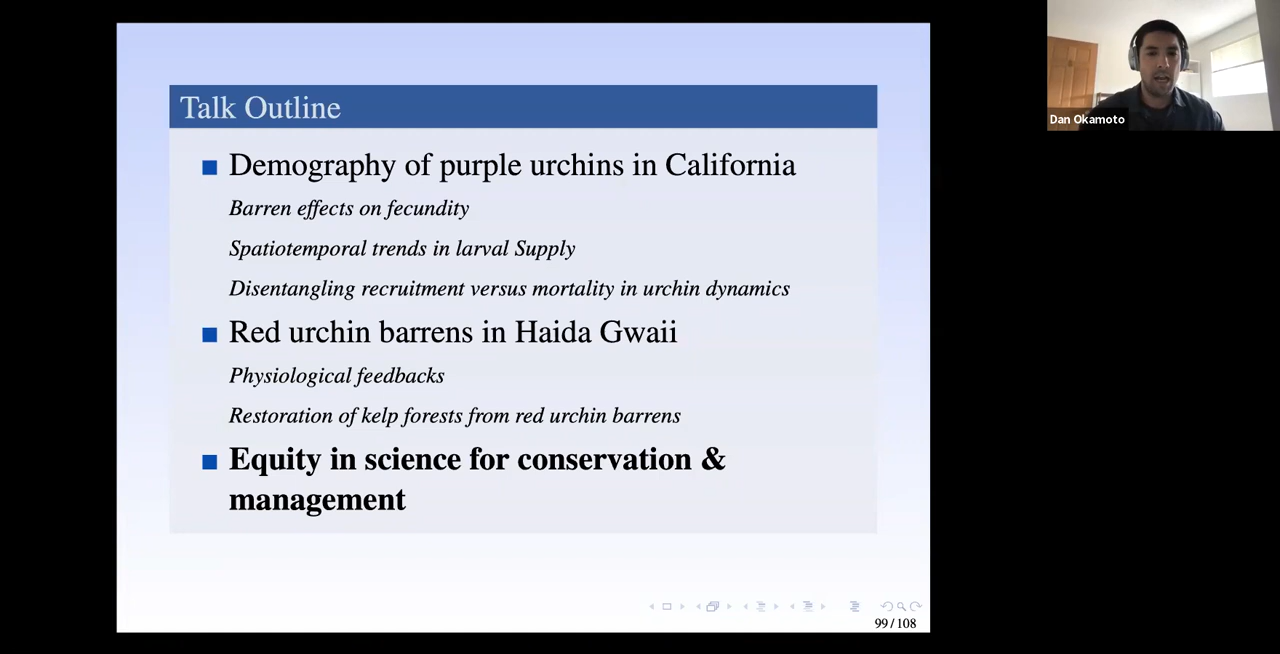 Talk Outline
Demography of purple urchins in California
Barren effects on fecundity
Spatiotemporal trends in larval Supply
Disentangling recruitment versus mortality in urchin dynamics
Red urchin barrens in Haida Gwaii
Physiological feedbacks
Restoration of kelp forests from red urchin barrens
Equity in science for conservation &
management
99 / 108
Dan Okamoto